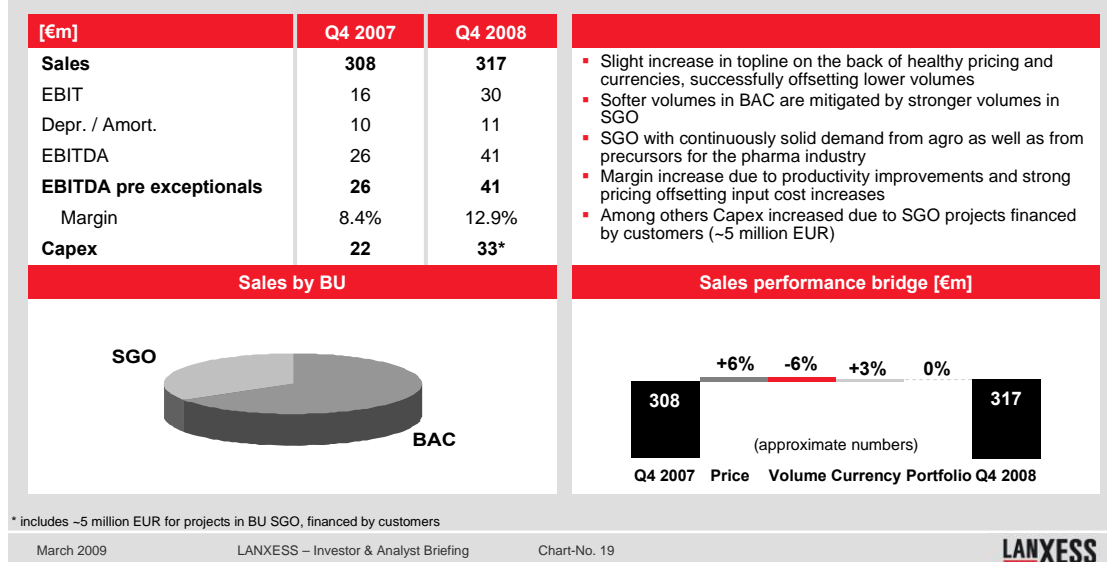 [€m] Q4 2007 Q4 2008
Sales 308 317
EBIT 16 30
Depr. / Amort. 10 11
EBITDA 26 41
EBITDA pre exceptionals 26 41
Margin 8.4% 12.9%
Capex 22 33*
▪ Slight increase in topline on the back of healthy pricing and
currencies, successfully offsetting lower volumes
▪ Softer volumes in BAC are mitigated by stronger volumes in
SGO
▪ SGO with continuously solid demand from agro as well as from
precursors for the pharma industry
▪ Margin increase due to productivity improvements and strong
pricing offsetting input cost increases
▪ Among others Capex increased due to SGO projects financed
by customers (~5 million EUR)
Sales by BU
SGO
BAC
Sales performance bridge [€m]
+6% -6% +3% 0%
308 317
(approximate numbers)
Q4 2007 Price Volume Currency Portfolio Q4 2008
* includes ~5 million EUR for projects in BU SGO, financed by customers
March 2009 LANXESS – Investor & Analyst Briefing Chart-No. 19
LANXESS